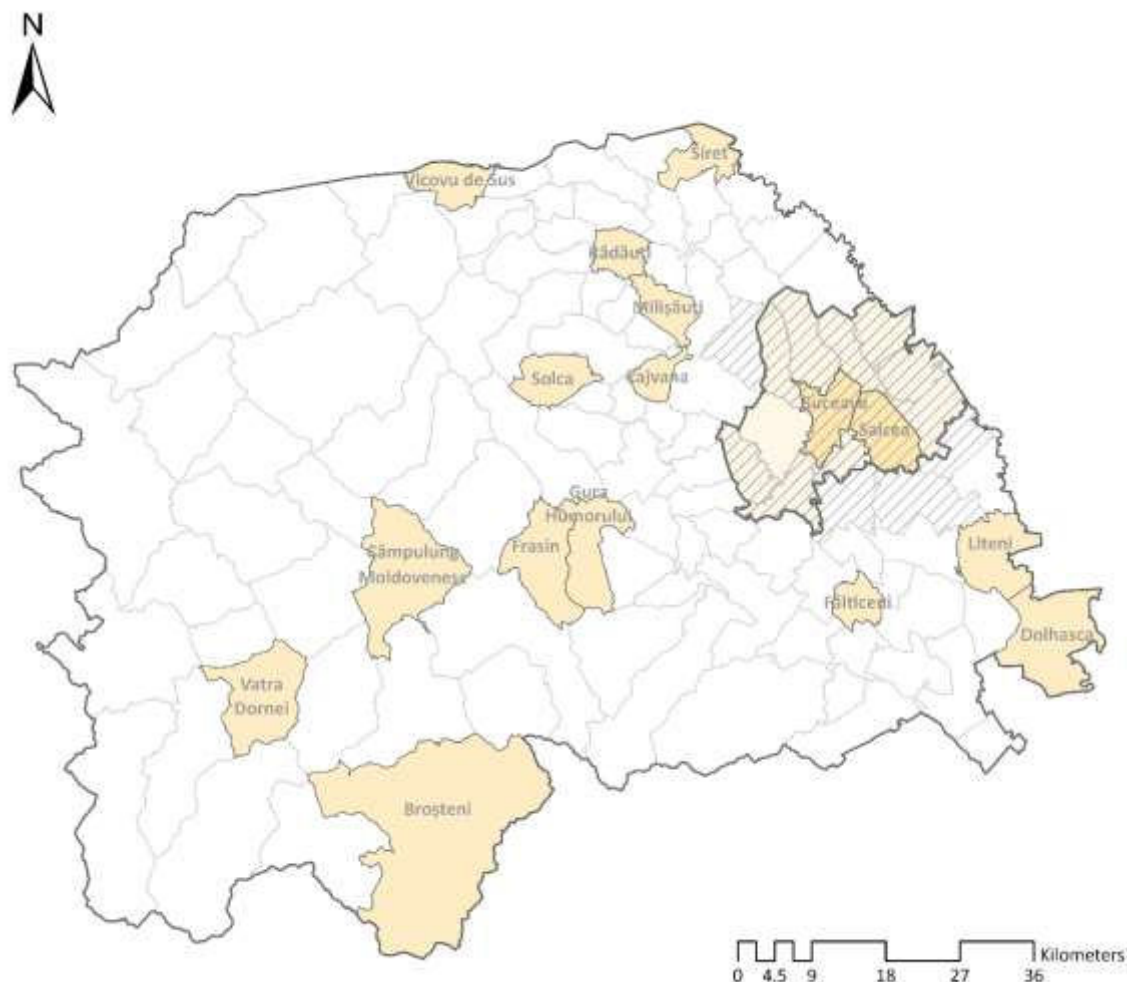 N
Siret
Vicovu de Sus
Rădăuți
Milișăuți
Solca
Cajvana
Suceava
Salcea
Gura
Humorului
Frasin
Câmpulung
Moldovenesc
Liteni
Fălticeni
Dolhasca
Vatra
Dornei
Broșteni
Kilometers
0 4.5 9 18 27 36